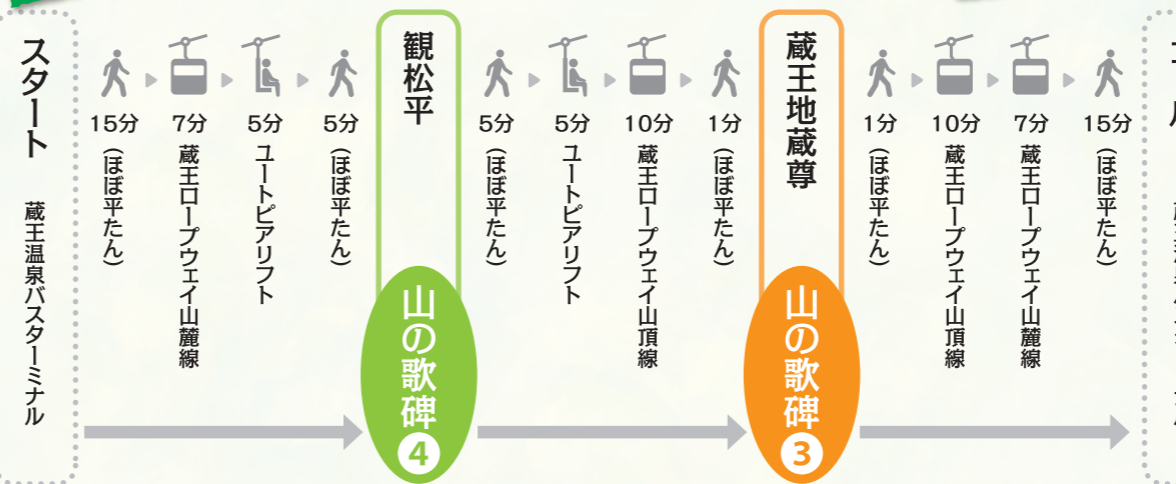 スタート
蔵王温泉バスターミナル
15分
(ほぼ平たん)
7分
蔵王ロープウェイ山麓線
5分
ユートピアリフト
5分
(ほぼ平たん)
観松平
山の歌碑
4
5分
(ほぼ平たん)
5分
ユートピアリフト
10分
蔵王ロープウェイ山頂線
1分
(ほぼ平たん)
蔵王地蔵尊
山の歌碑
3
1分
(ほぼ平たん)
10分
蔵王ロープウェイ山頂線
7分
蔵王ロープウェイ山麓線
15分
(ほぼ平たん)